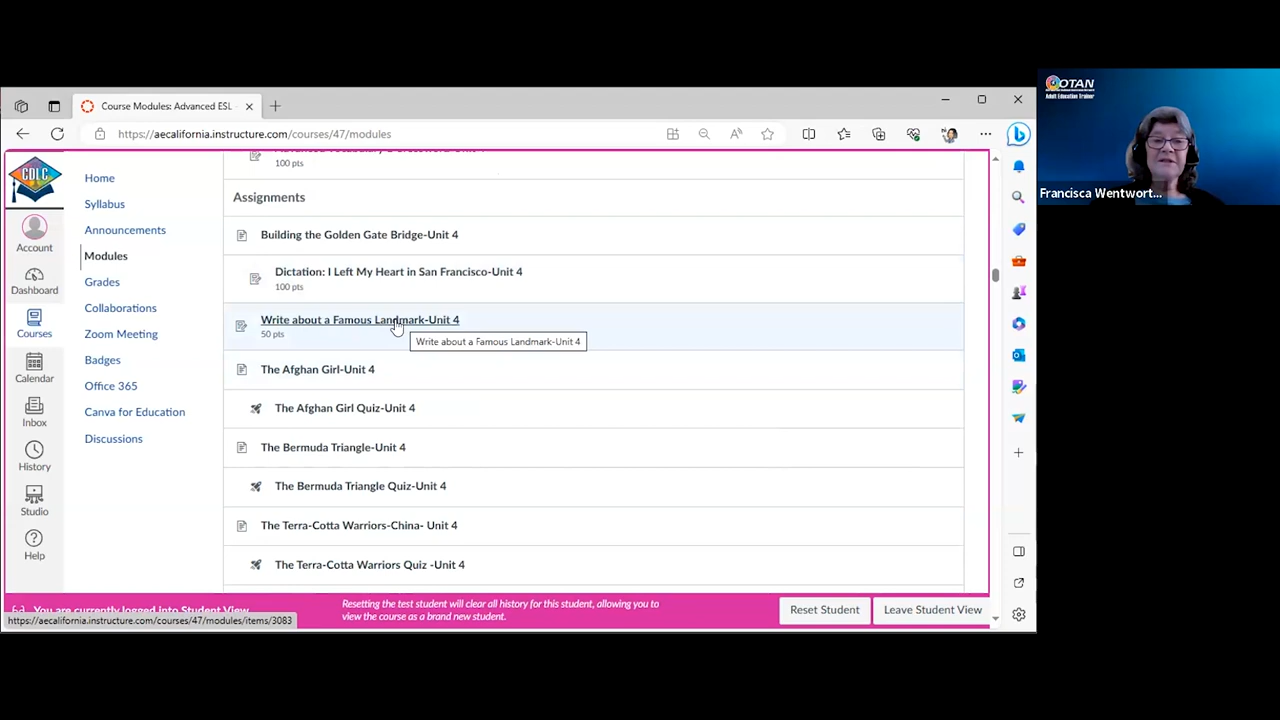 Course Modules: Advanced ESL
https://aecalifornia.instructure.com/courses/47/modules
CDLC
Account
Dashboard
Courses
Calendar
Inbox
History
Studio
Help
Home
Syllabus
Announcements
Modules
Grades
Collaborations
Zoom Meeting
Badges
Office 365
Canva for Education
Discussions
100 pts
Assignments
Building the Golden Gate Bridge-Unit 4
Dictation: I Left My Heart in San Francisco-Unit 4
100 pts
Write about a Famous Landmark-Unit 4
50 pts
Write about a Famous Landmark-Unit 4
The Afghan Girl-Unit 4
The Afghan Girl Quiz-Unit 4
The Bermuda Triangle-Unit 4
The Bermuda Triangle Quiz-Unit 4
The Terra-Cotta Warriors-China- Unit 4
The Terra-Cotta Warriors Quiz -Unit 4
You are currently logged into Student View
Resetting the test student will clear all history for this student, allowing you to
view the course as a brand new student.
Reset Student
Leave Student View
https://aecalifornia.instructure.com/courses/47/modules/items/3083
OTAN
Adult Education Trainer
Francisca Wentwort...